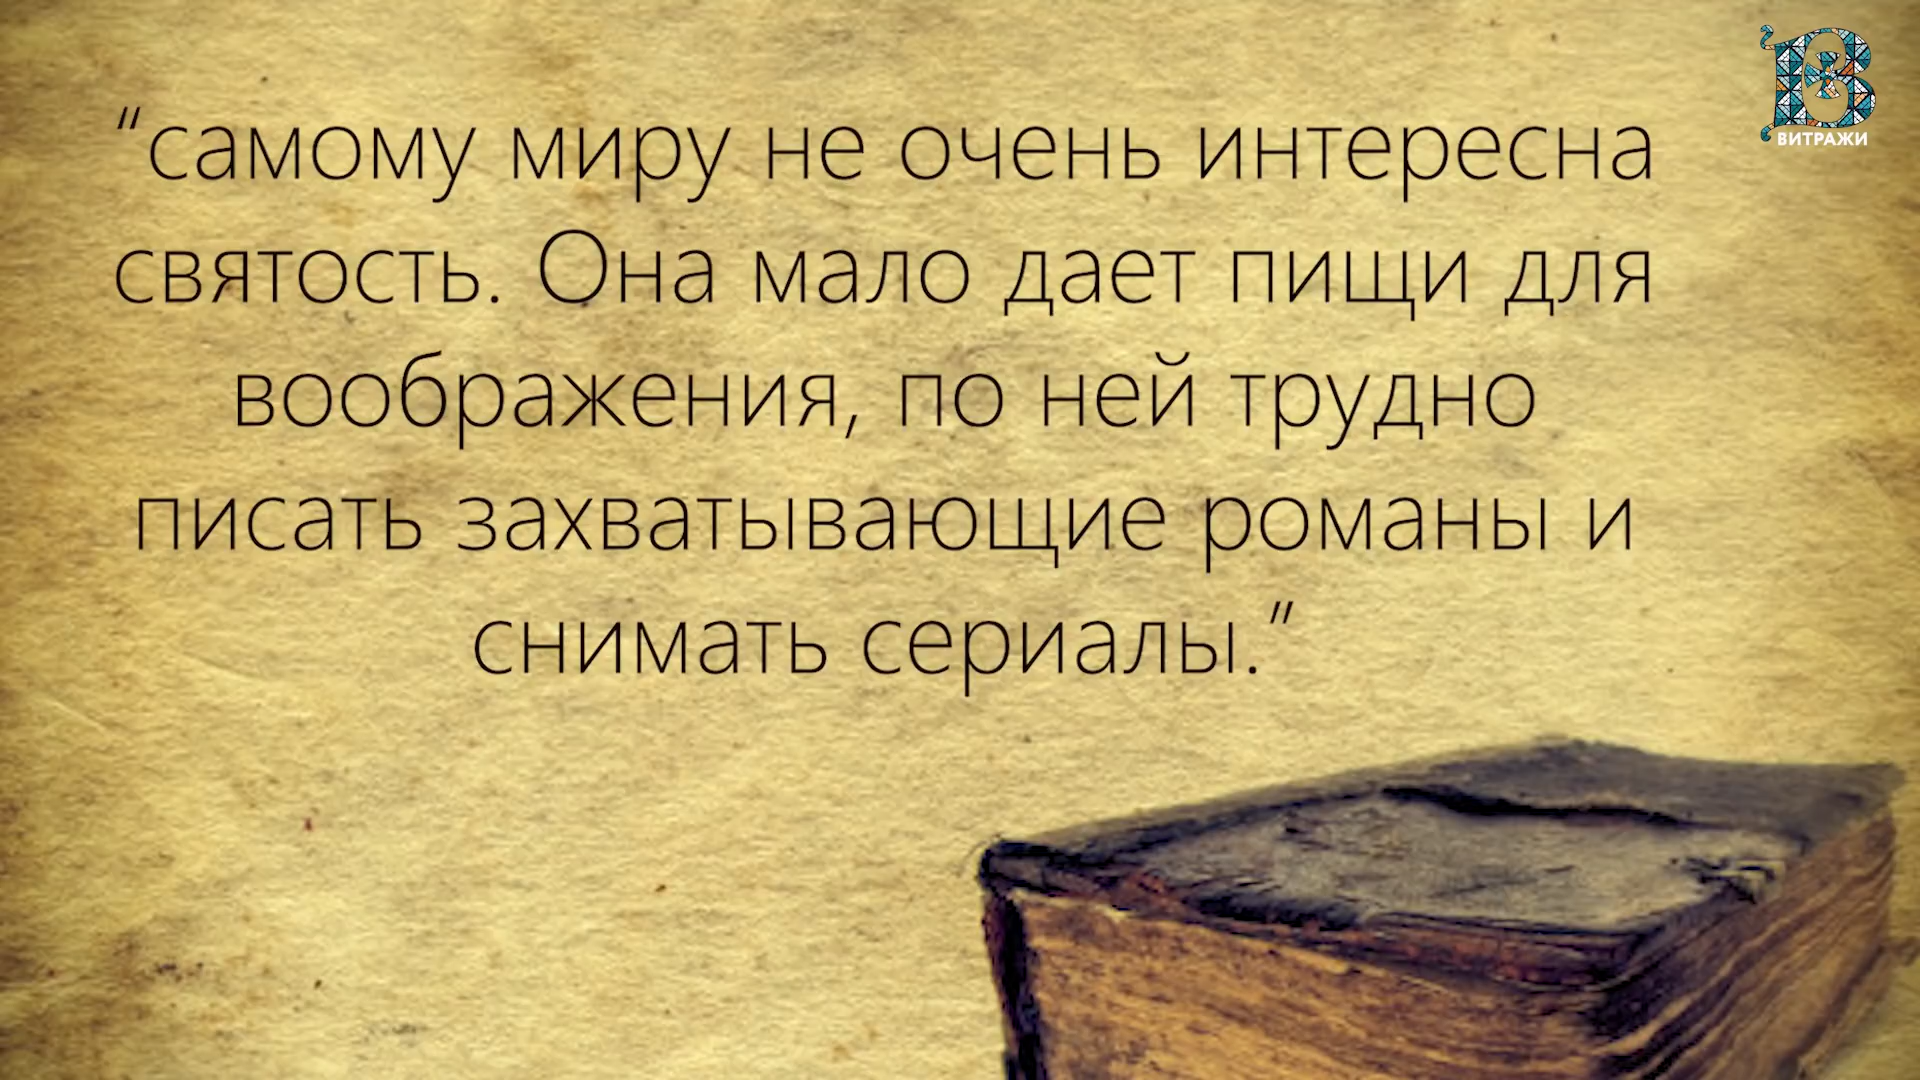 “самому миру не очень интересна
святость. Она мало дает пищи для
воображения, по ней трудно
писать захватывающие романы и
снимать сериалы.”
В
ВИТРАЖИ